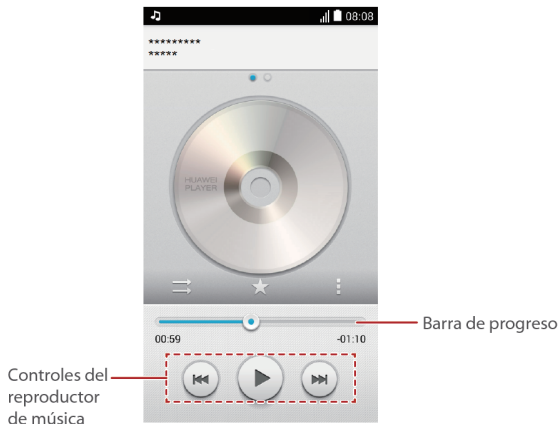 08:08
*********
*****
HUAWEI
PLAYER
00:59
-01:10
Barra de progreso
Controles del
reproductor
de música